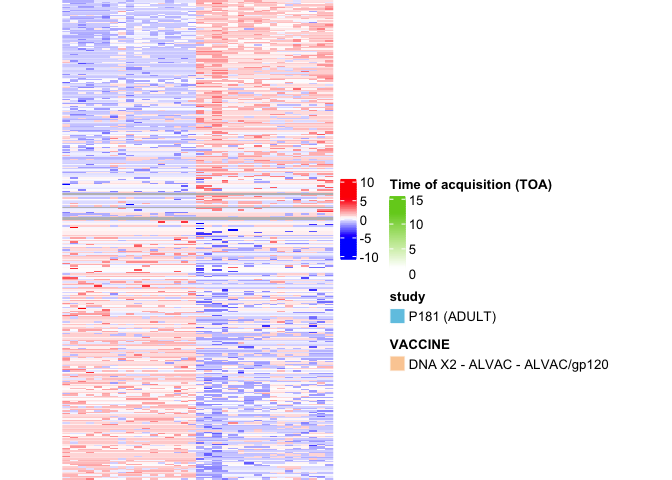 10
5
0
-5
-10
Time of acquisition (TOA)
15
10
5
0
study
P181 (ADULT)
VACCINE
DNA X2 - ALVAC - ALVAC/gp120